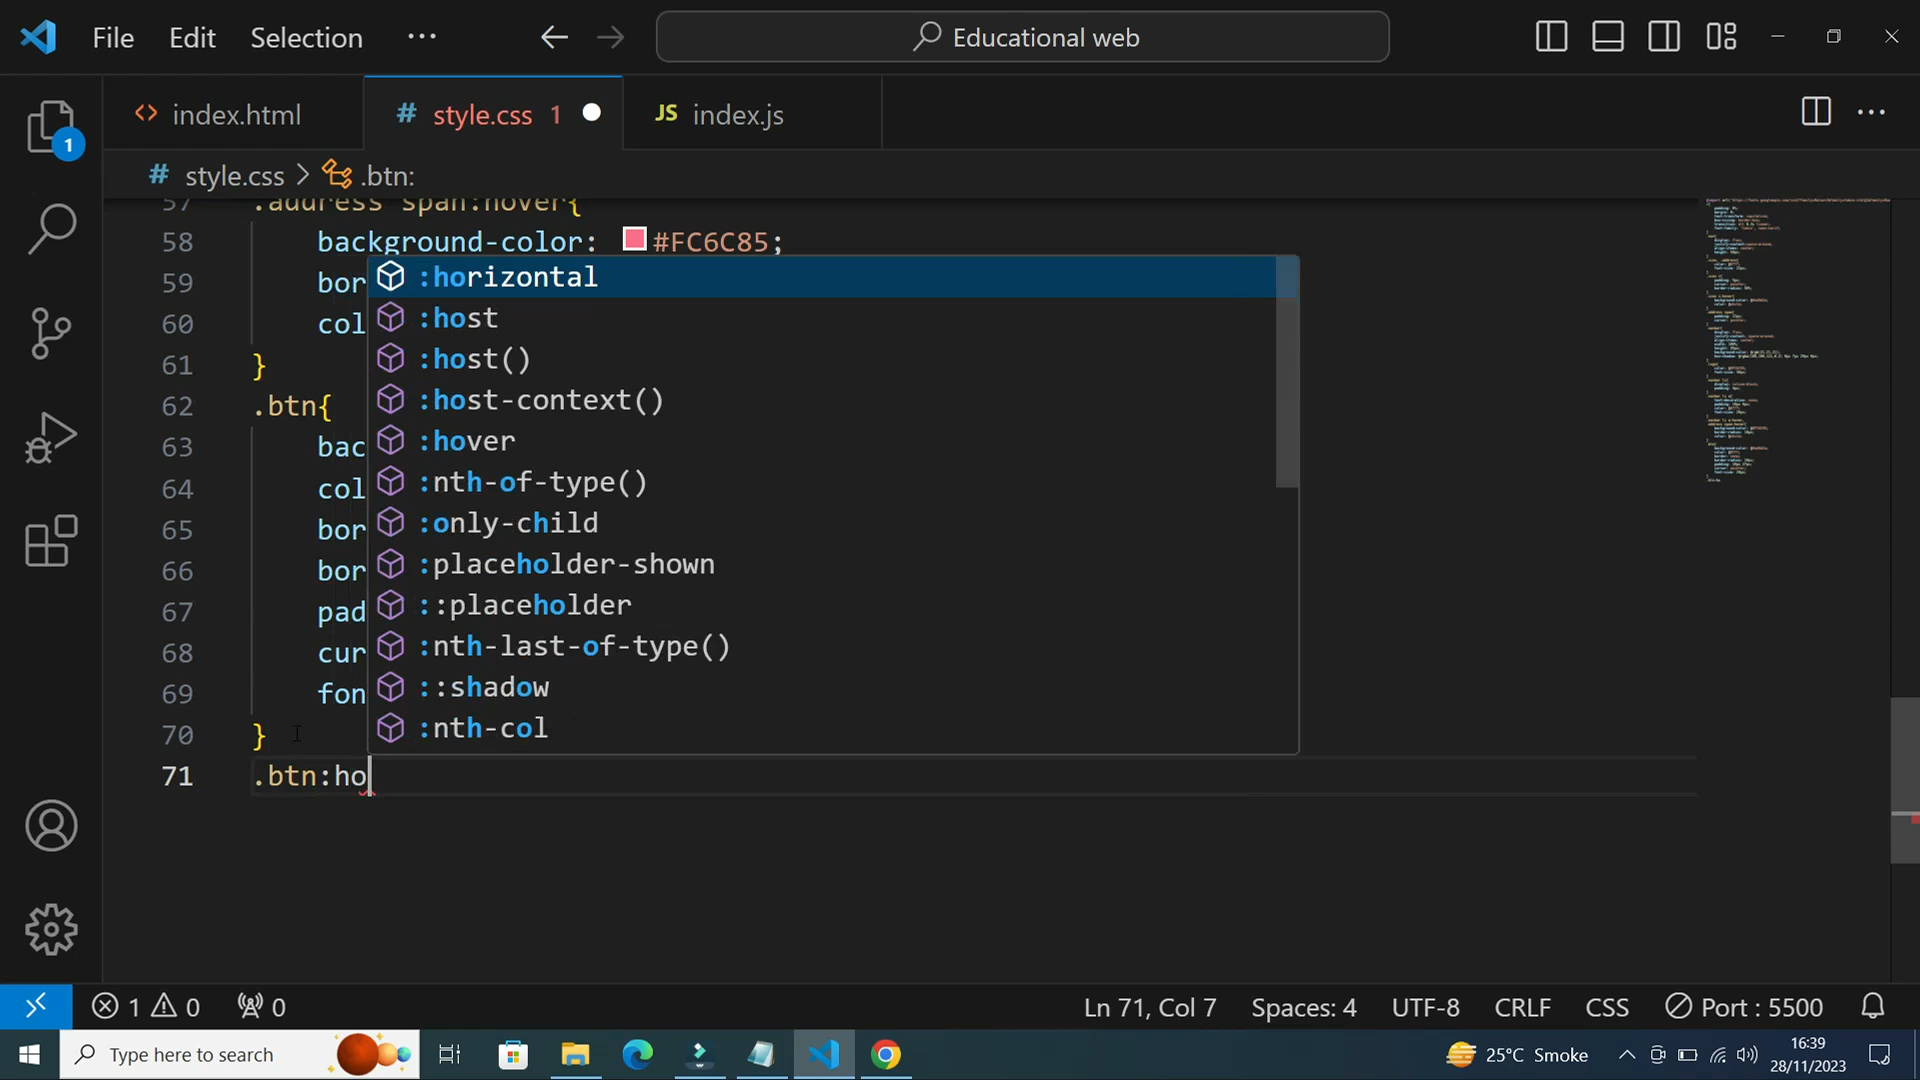 File Edit Selection ··· Educational web
index.html style.css 1 index.js
style.css > .btn:
57 .address span:hover{
58 background-color: #FC6C85;
59 bor
60 col
61 }
62 .btn{
63 bac
64 col
65 bor
66 bor
67 pad
68 cur
69 fon
70 }
71 .btn:ho
:horizontal
:host
:host()
:host-context()
:hover
:nth-of-type()
:only-child
:placeholder-shown
::placeholder
:nth-last-of-type()
::shadow
:nth-col
1
1 0 0 Ln 71, Col 7 Spaces: 4 UTF-8 CRLF CSS Port : 5500
Type here to search 25°C Smoke 16:39
28/11/2023